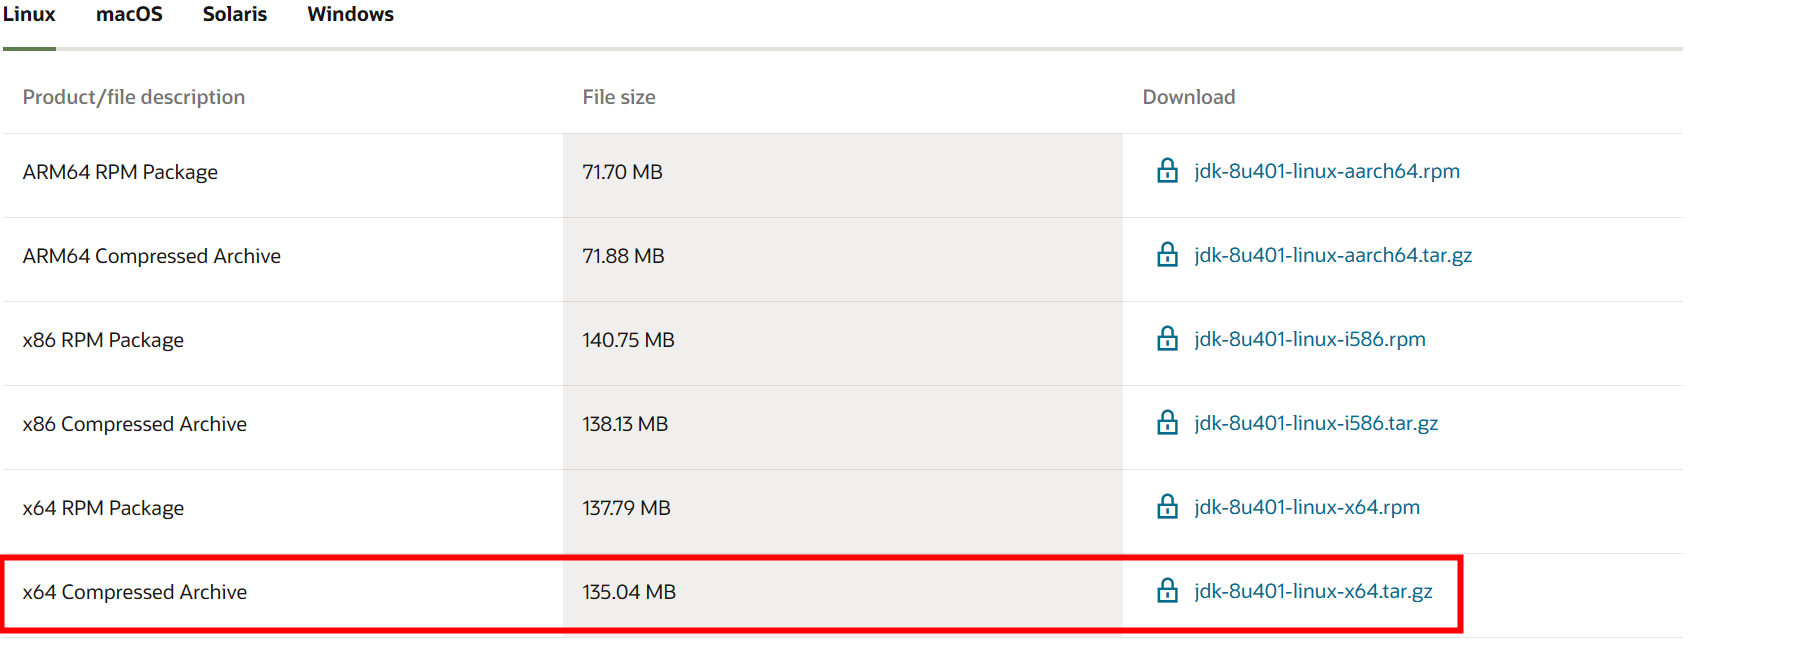 Linux macOS Solaris Windows
Product/file description File size Download
ARM64 RPM Package 71.70 MB jdk-8u401-linux-aarch64.rpm
ARM64 Compressed Archive 71.88 MB jdk-8u401-linux-aarch64.tar.gz
x86 RPM Package 140.75 MB jdk-8u401-linux-i586.rpm
x86 Compressed Archive 138.13 MB jdk-8u401-linux-i586.tar.gz
x64 RPM Package 137.79 MB jdk-8u401-linux-x64.rpm
x64 Compressed Archive 135.04 MB jdk-8u401-linux-x64.tar.gz